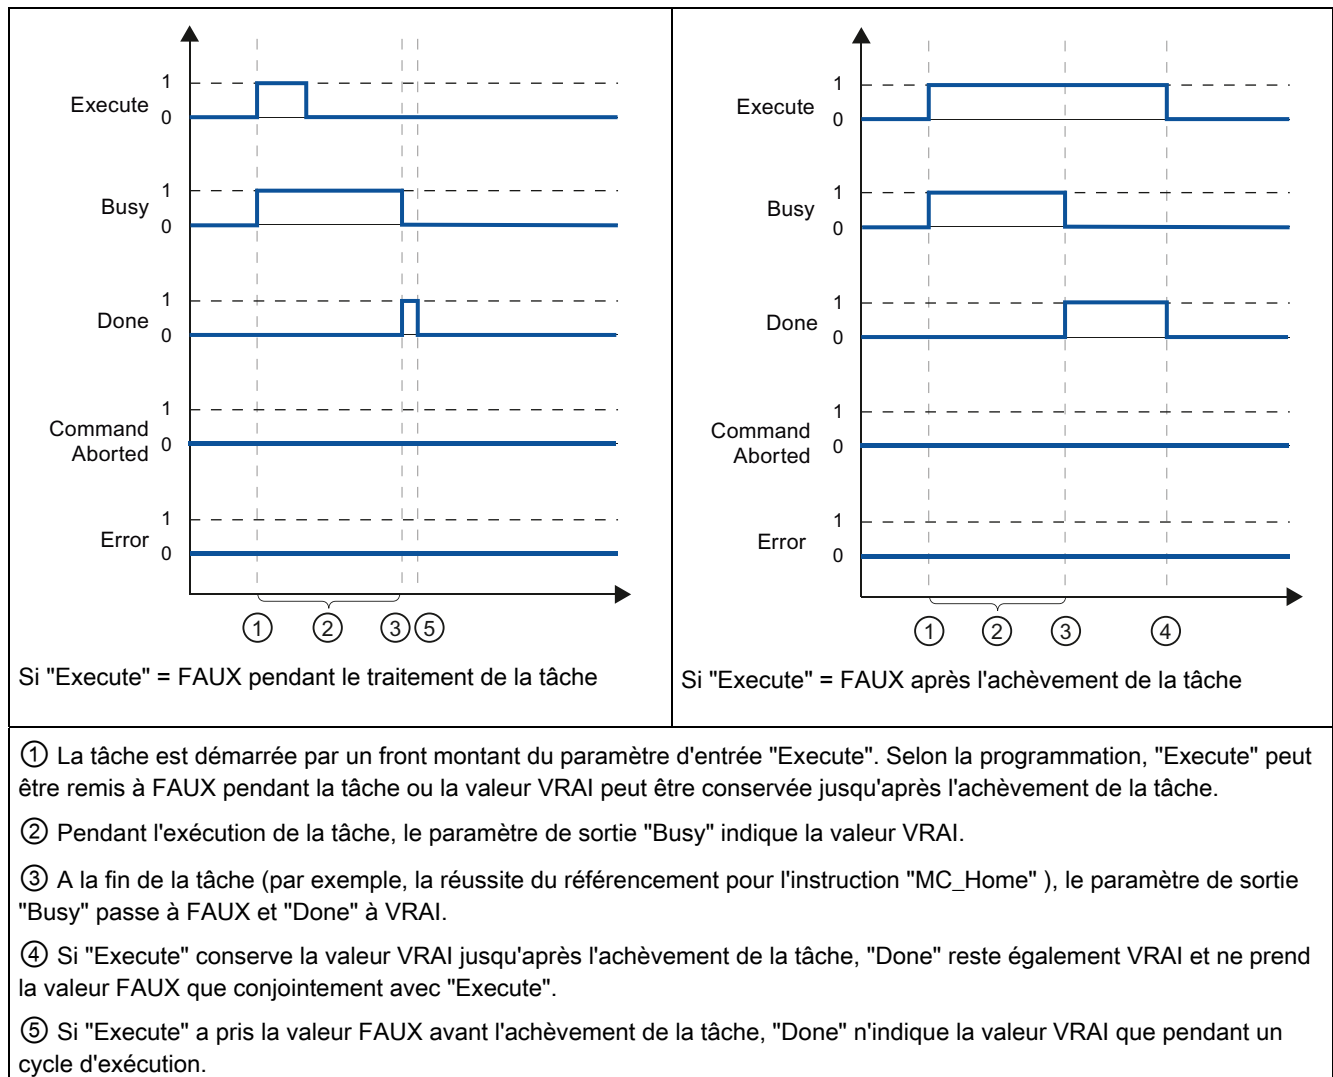 1
Execute
0
1
Busy
0
1
Done
0
1
Command
Aborted
0
1
Error
0
① ② ③ ⑤
Si "Execute" = FAUX pendant le traitement de la tâche
1
Execute
0
1
Busy
0
1
Done
0
1
Command
Aborted
0
1
Error
0
① ② ③ ④
Si "Execute" = FAUX après l'achèvement de la tâche
① La tâche est démarrée par un front montant du paramètre d'entrée "Execute". Selon la programmation, "Execute" peut
être remis à FAUX pendant la tâche ou la valeur VRAI peut être conservée jusqu'après l'achèvement de la tâche.
② Pendant l'exécution de la tâche, le paramètre de sortie "Busy" indique la valeur VRAI.
③ A la fin de la tâche (par exemple, la réussite du référencement pour l'instruction "MC_Home" ), le paramètre de sortie
"Busy" passe à FAUX et "Done" à VRAI.
④ Si "Execute" conserve la valeur VRAI jusqu'après l'achèvement de la tâche, "Done" reste également VRAI et ne prend
la valeur FAUX que conjointement avec "Execute".
⑤ Si "Execute" a pris la valeur FAUX avant l'achèvement de la tâche, "Done" n'indique la valeur VRAI que pendant un
cycle d'exécution.